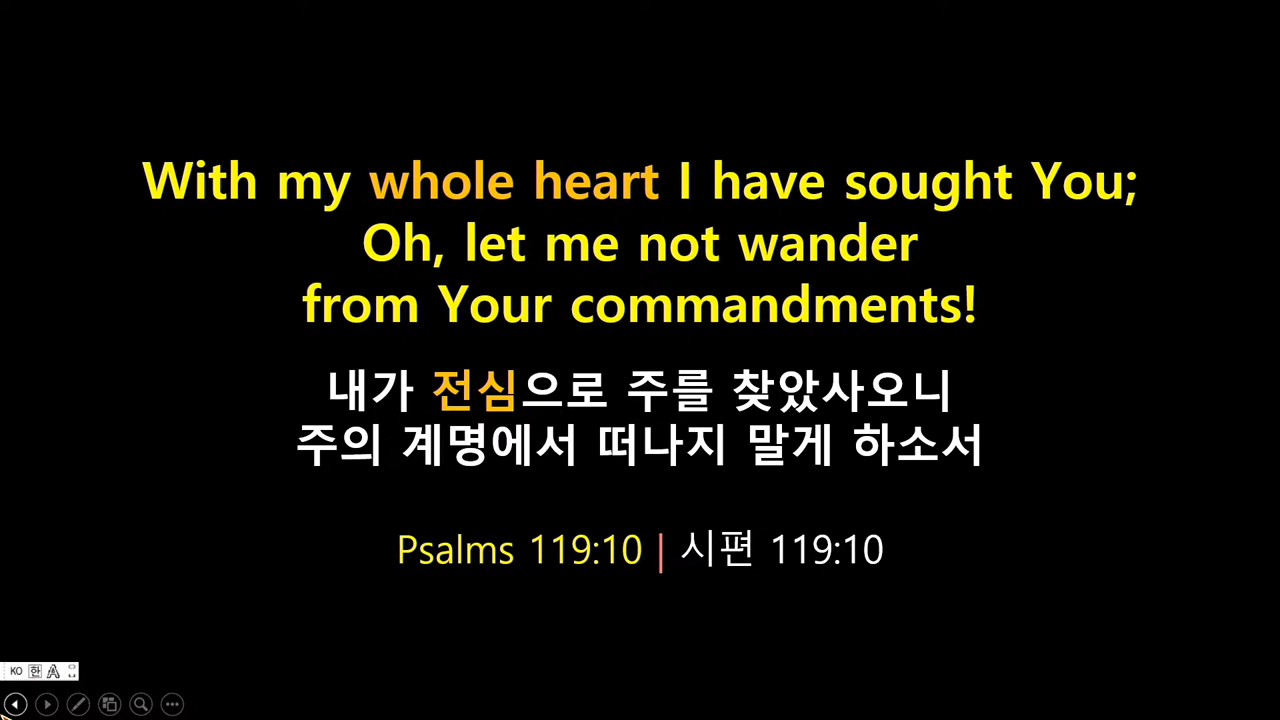 With my whole heart I have sought You;
Oh, let me not wander
from Your commandments!
내가 전심으로 주를 찾았사오니
주의 계명에서 떠나지 말게 하소서
Psalms 119:10 | 시편 119:10
KO 한 A